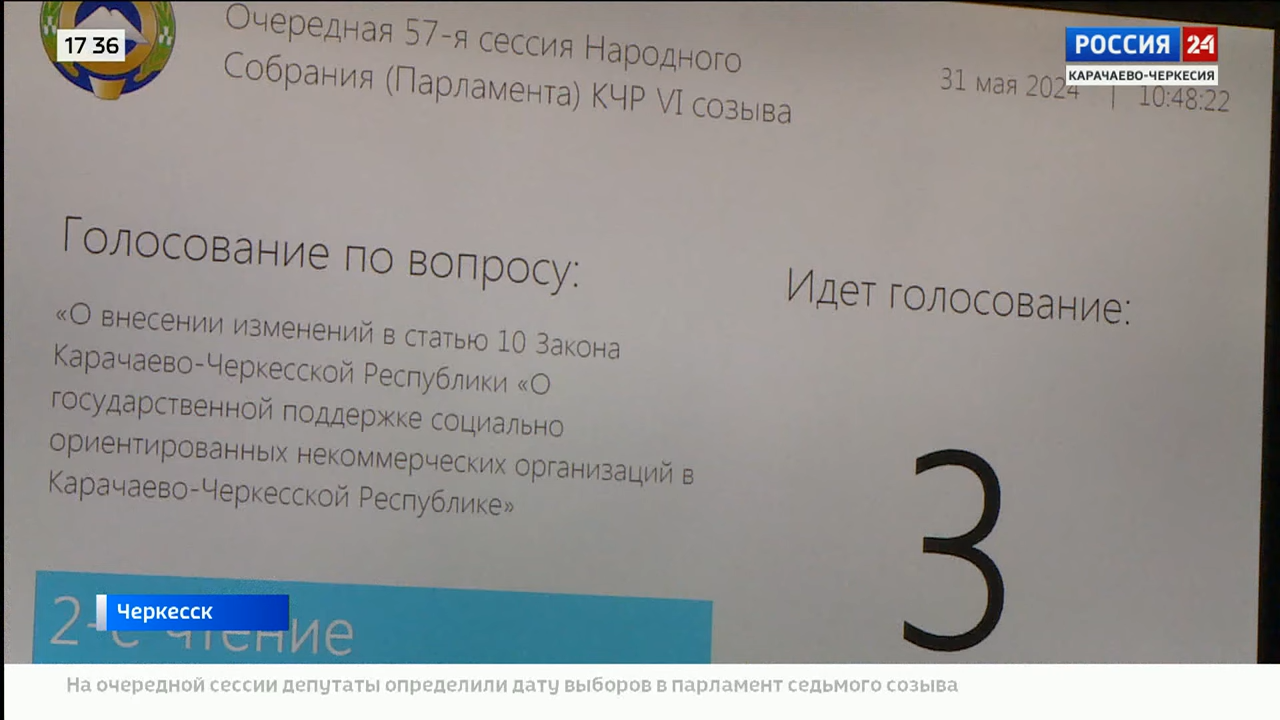 17 36
Очередная 57-я сессия Народного
Собрания (Парламента) КЧР VI созыва
31 мая 2024 | 10:48:22
РОССИЯ 24
КАРАЧАЕВО-ЧЕРКЕСИЯ
Голосование по вопросу:
«О внесении изменений в статью 10 Закона
Карачаево-Черкесской Республики «О
государственной поддержке социально
ориентированных некоммерческих организаций в
Карачаево-Черкесской Республике»
Идет голосование:
3
2-е чтение
Черкесск
На очередной сессии депутаты определили дату выборов в парламент седьмого созыва